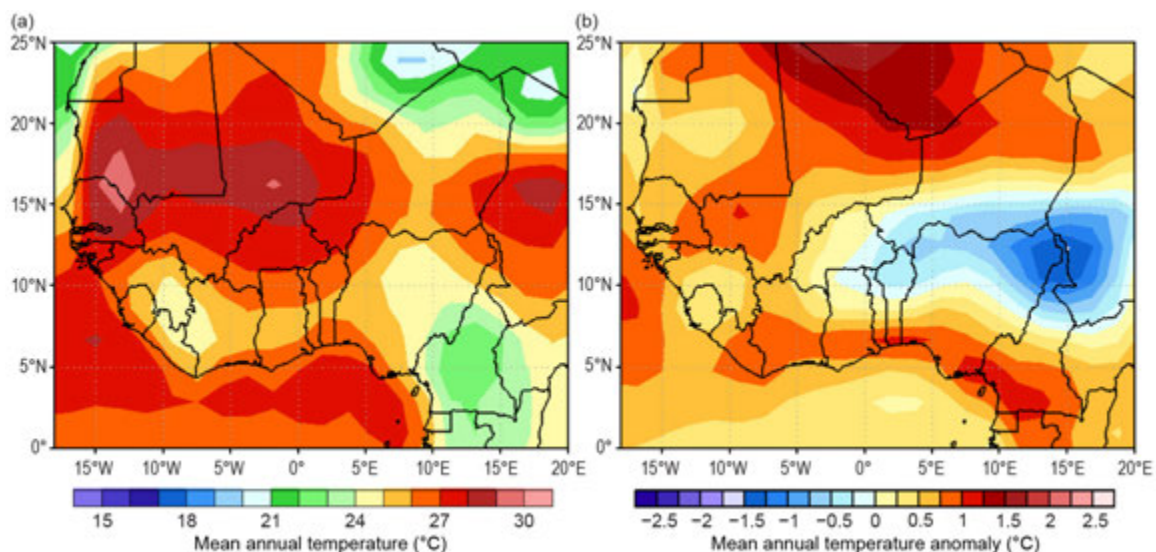 (a)
25°N
20°N
15°N
10°N
5°N
0°
15°W 10°W 5°W 0° 5°E 10°E 15°E 20°E
15 18 21 24 27 30
Mean annual temperature (°C)
(b)
25°N
20°N
15°N
10°N
5°N
0°
15°W 10°W 5°W 0° 5°E 10°E 15°E 20°E
−2.5 −2 −1.5 −1 −0.5 0 0.5 1 1.5 2 2.5
Mean annual temperature anomaly (°C)